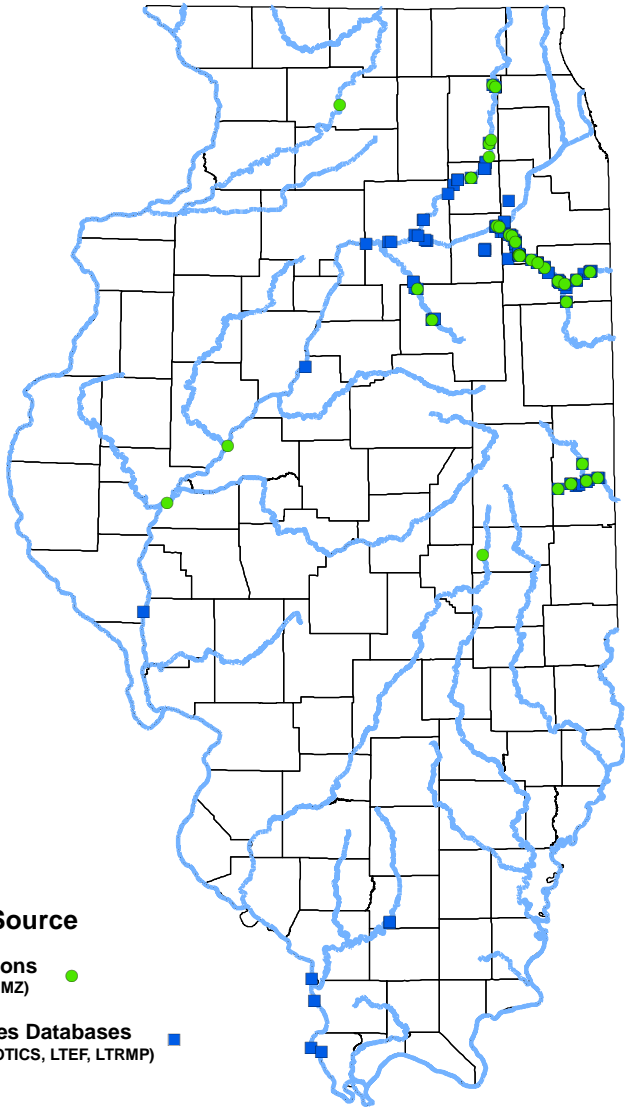 Source
ons
MZ)
es Databases
OTICS, LTEF, LTRMP)